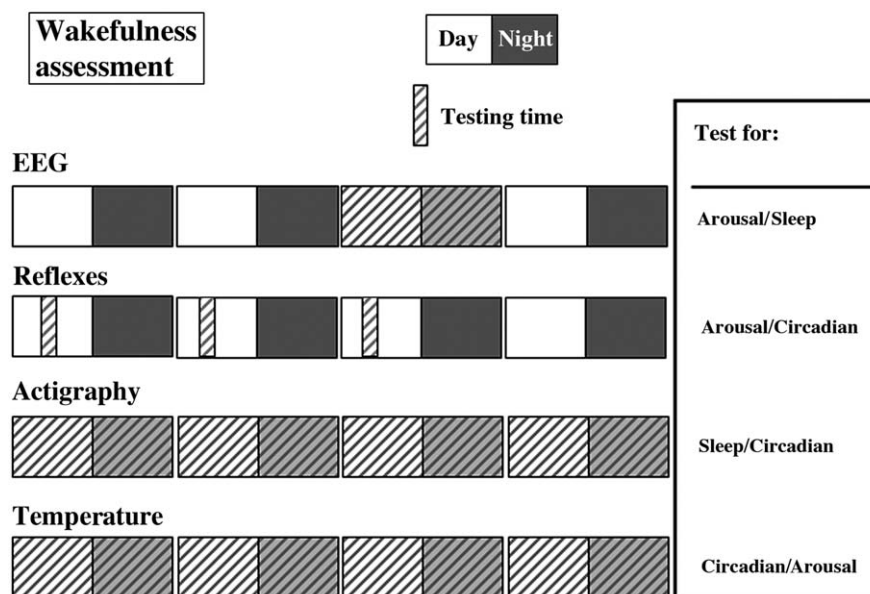 Wakefulness
assessment
Day Night
Testing time
Test for:
EEG
Arousal/Sleep
Reflexes
Arousal/Circadian
Actigraphy
Sleep/Circadian
Temperature
Circadian/Arousal